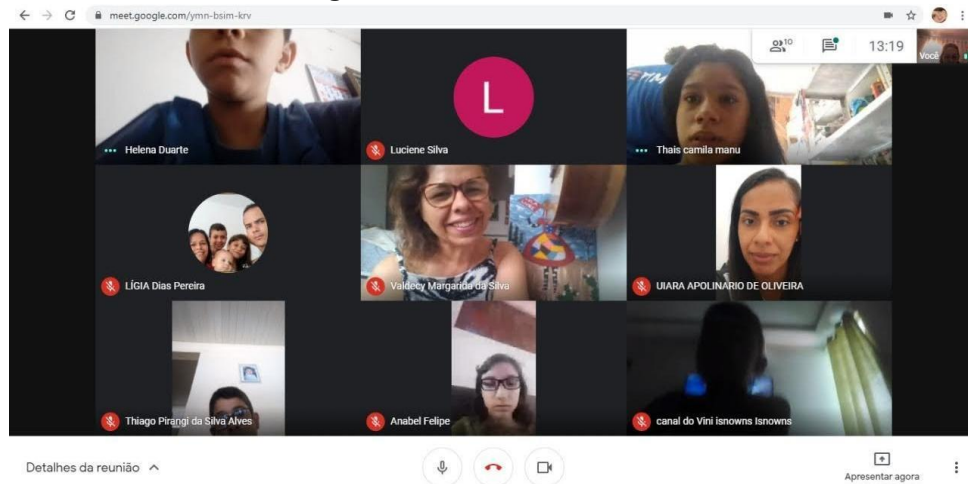 meet.google.com/ymn-bsim-krv
10
13:19
Você
Helena Duarte
L
Luciene Silva
Thais camila manu
LÍGIA Dias Pereira
Valdecy Margarida da Silva
UIARA APOLINARIO DE OLIVEIRA
Thiago Pirangi da Silva Alves
Anabel Felipe
canal do Vini isnowns Isnowns
Detalhes da reunião
Apresentar agora